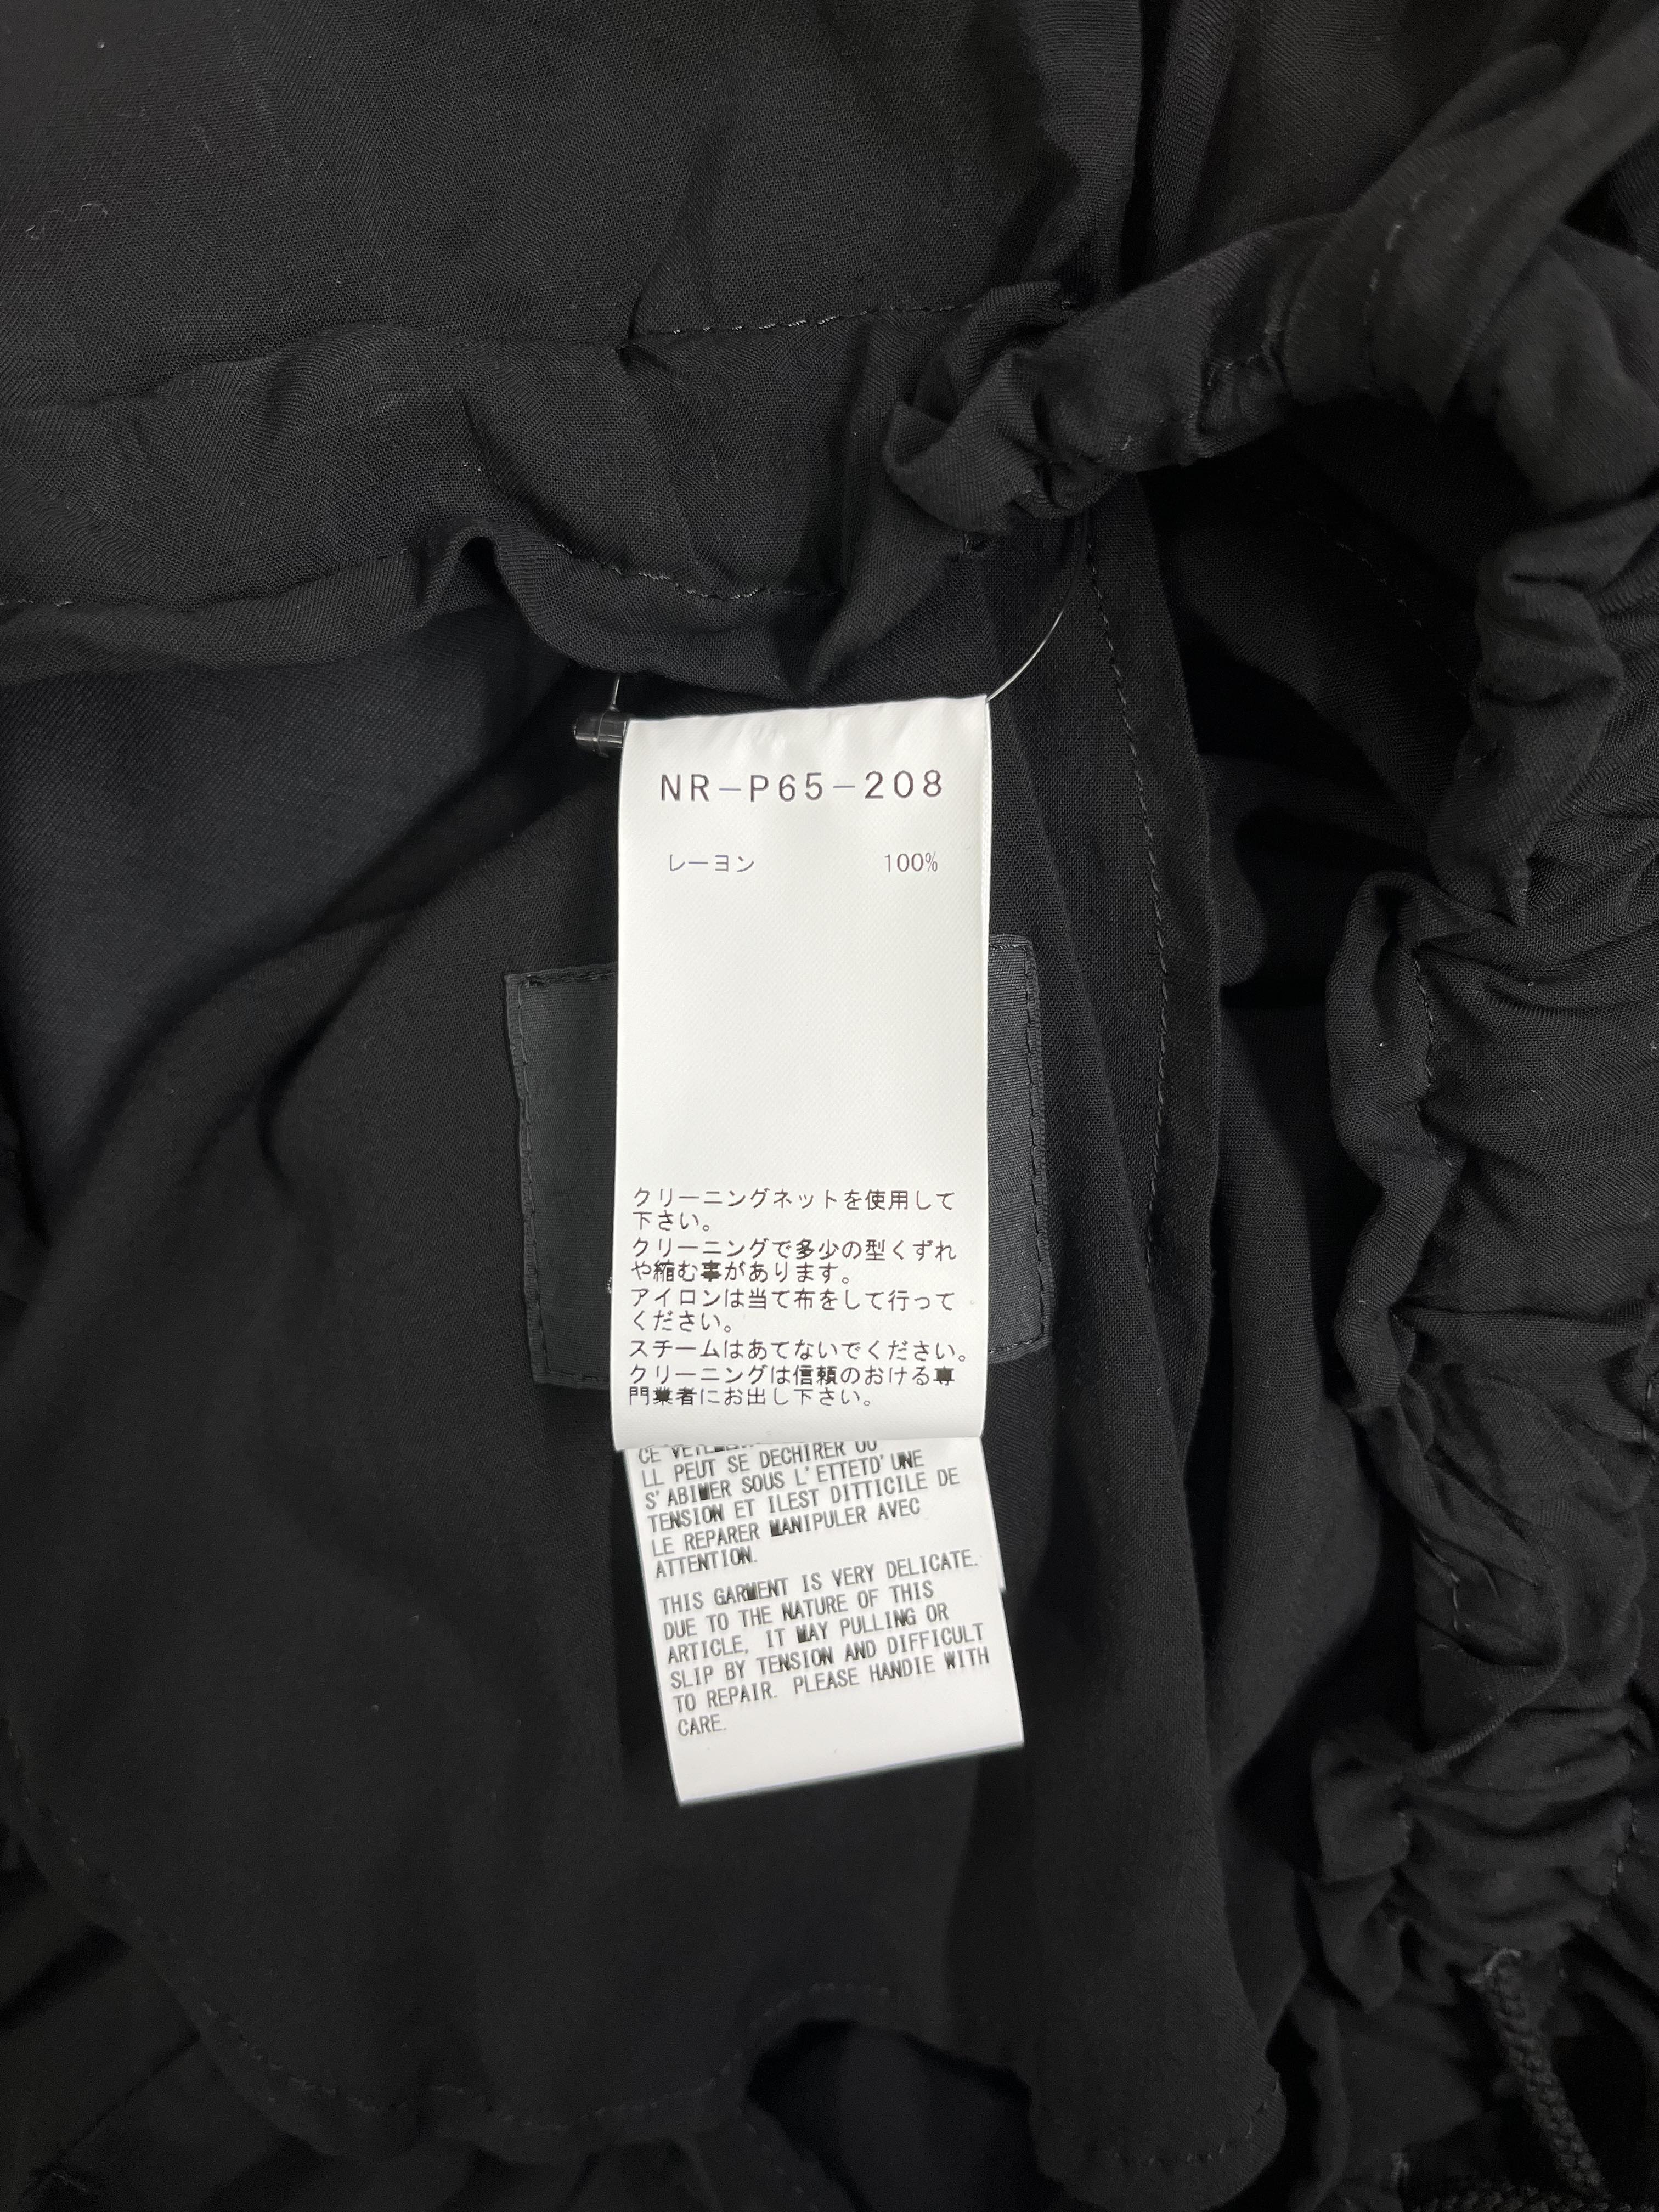 NR-P65-208
レーヨン 100%
クリーニングネットを使用して
下さい。
クリーニングで多少の型くずれ
や縮む事があります。
アイロンは当て布をして行って
ください。
スチームはあてないでください。
クリーニングは信頼のおける専
門業者にお出し下さい。
CE
LL PEUT SE DECHIRER OU
S'ABIMER SOUS L'ETTETD'UNE
TENSION ET ILEST DITTICILE DE
LE REPARER MANIPULER AVEC
ATTENTION.
THIS GARMENT IS VERY DELICATE.
DUE TO THE NATURE OF THIS
ARTICLE, IT MAY PULLING OR
SLIP BY TENSION AND DIFFICULT
TO REPAIR. PLEASE HANDIE WITH
CARE.